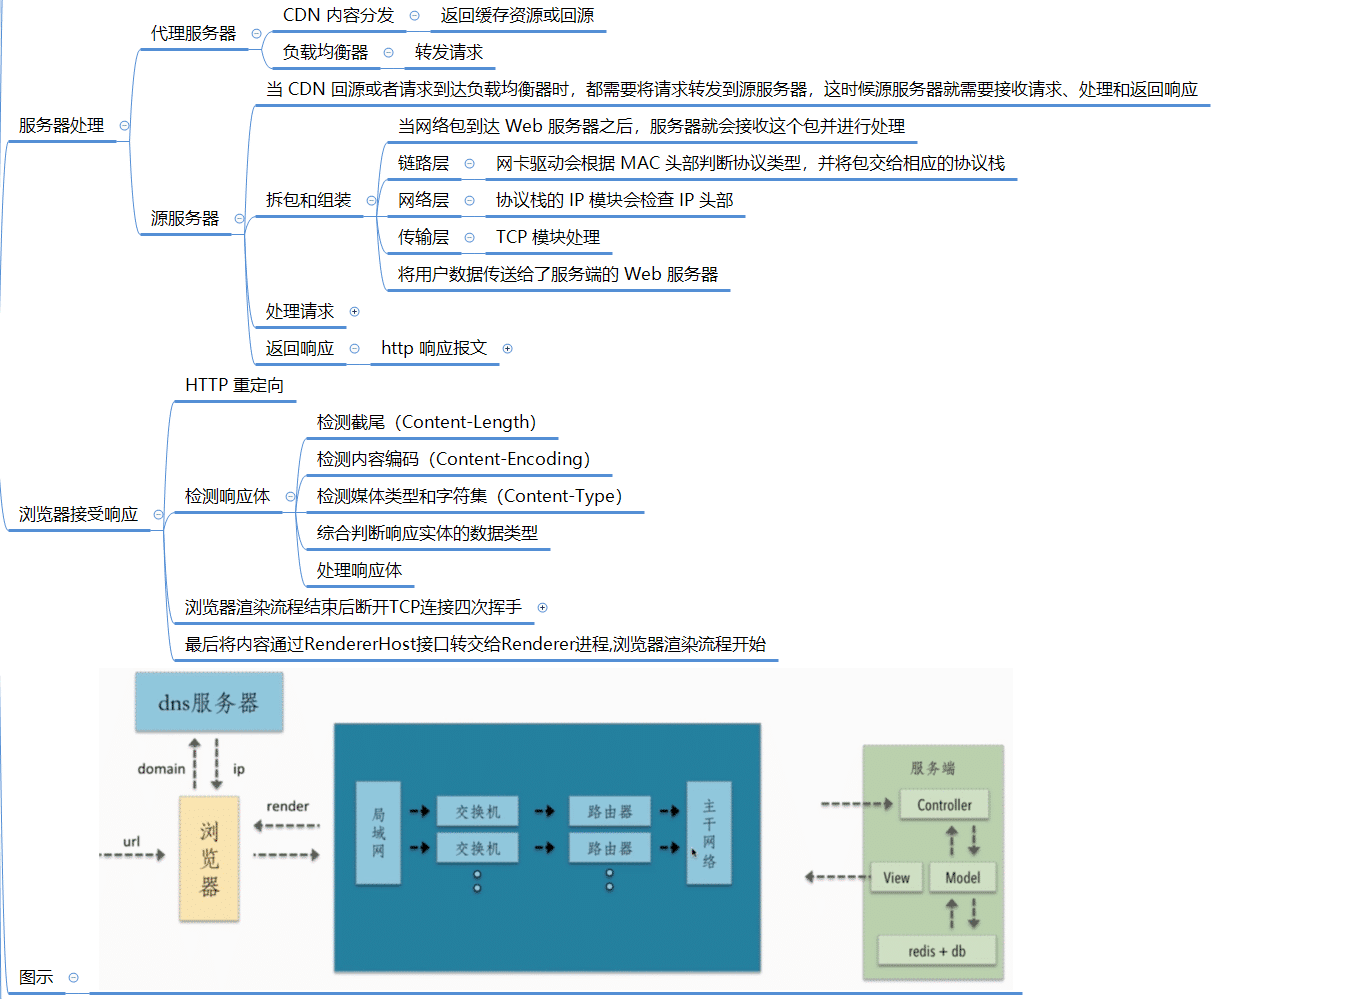 CDN 内容分发
返回缓存资源或回源
代理服务器
负载均衡器
转发请求
当 CDN 回源或者请求到达负载均衡器时，都需要将请求转发到源服务器，这时候源服务器就需要接收请求、处理和返回响应
服务器处理
当网络包到达 Web 服务器之后，服务器就会接收这个包并进行处理
链路层
网卡驱动会根据 MAC 头部判断协议类型，并将包交给相应的协议栈
拆包和组装
网络层
协议栈的 IP 模块会检查 IP 头部
源服务器
传输层
TCP 模块处理
将用户数据传送给了服务端的 Web 服务器
处理请求
返回响应
http 响应报文
HTTP 重定向
检测截尾（Content-Length）
检测内容编码（Content-Encoding）
检测响应体
检测媒体类型和字符集（Content-Type）
浏览器接受响应
综合判断响应实体的数据类型
处理响应体
浏览器渲染流程结束后断开TCP连接四次挥手
最后将内容通过RendererHost接口转交给Renderer进程,浏览器渲染流程开始
dns服务器
domain
ip
url
浏览器
render
局域网
交换机
路由器
交换机
路由器
主干网络
服务端
Controller
View
Model
redis + db
图示